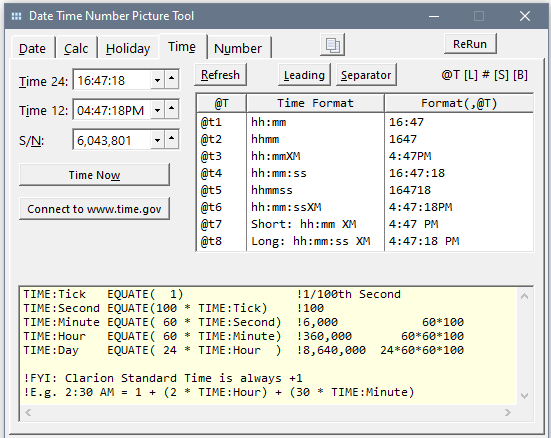 Date Time Number Picture Tool
Date Calc Holiday Time Number ReRun
Time 24: 16:47:18 Refresh Leading Separator @T [L] # [S] [B]
Time 12: 04:47:18PM
S/N: 6,043,801
Time Now
Connect to www.time.gov
@T Time Format Format(,@T)
@t1 hh:mm 16:47
@t2 hhmm 1647
@t3 hh:mmXM 4:47PM
@t4 hh:mm:ss 16:47:18
@t5 hhmmss 164718
@t6 hh:mm:ssXM 4:47:18PM
@t7 Short: hh:mm XM 4:47 PM
@t8 Long: hh:mm:ss XM 4:47:18 PM
TIME:Tick EQUATE( 1) !1/100th Second
TIME:Second EQUATE(100 * TIME:Tick) !100
TIME:Minute EQUATE( 60 * TIME:Second) !6,000 60*100
TIME:Hour EQUATE( 60 * TIME:Minute) !360,000 60*60*100
TIME:Day EQUATE( 24 * TIME:Hour ) !8,640,000 24*60*60*100
!FYI: Clarion Standard Time is always +1
!E.g. 2:30 AM = 1 + (2 * TIME:Hour) + (30 * TIME:Minute)